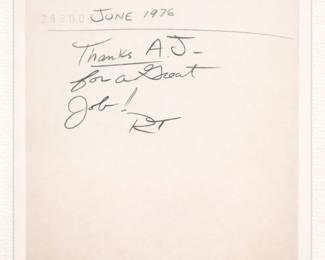 JUNE 1976
Thanks A.J-
for a Great
Job!
RT